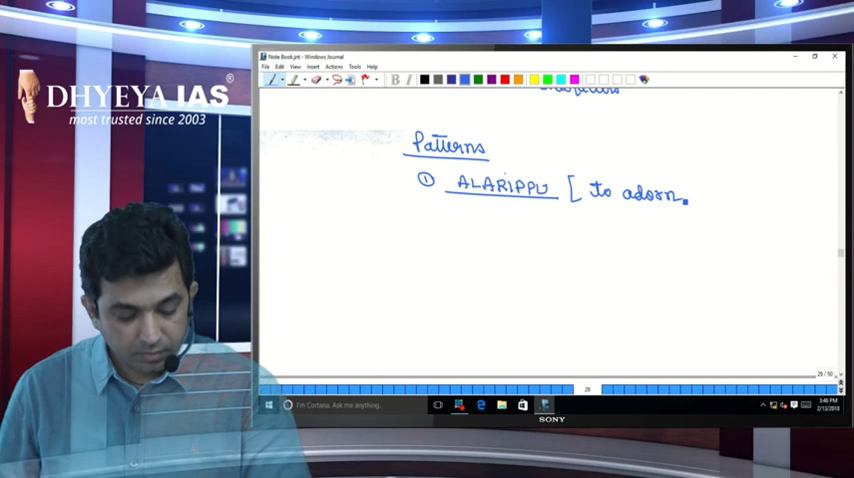 DHYEYA IAS®
most trusted since 2003
Note Book.jnt - Windows Journal
File Edit View Insert Actions Tools Help
B I
Patterns
① ALARIPPU [ to adorn
29 / 50
29
I'm Cortana. Ask me anything.
3:46 PM
2/13/2018
SONY